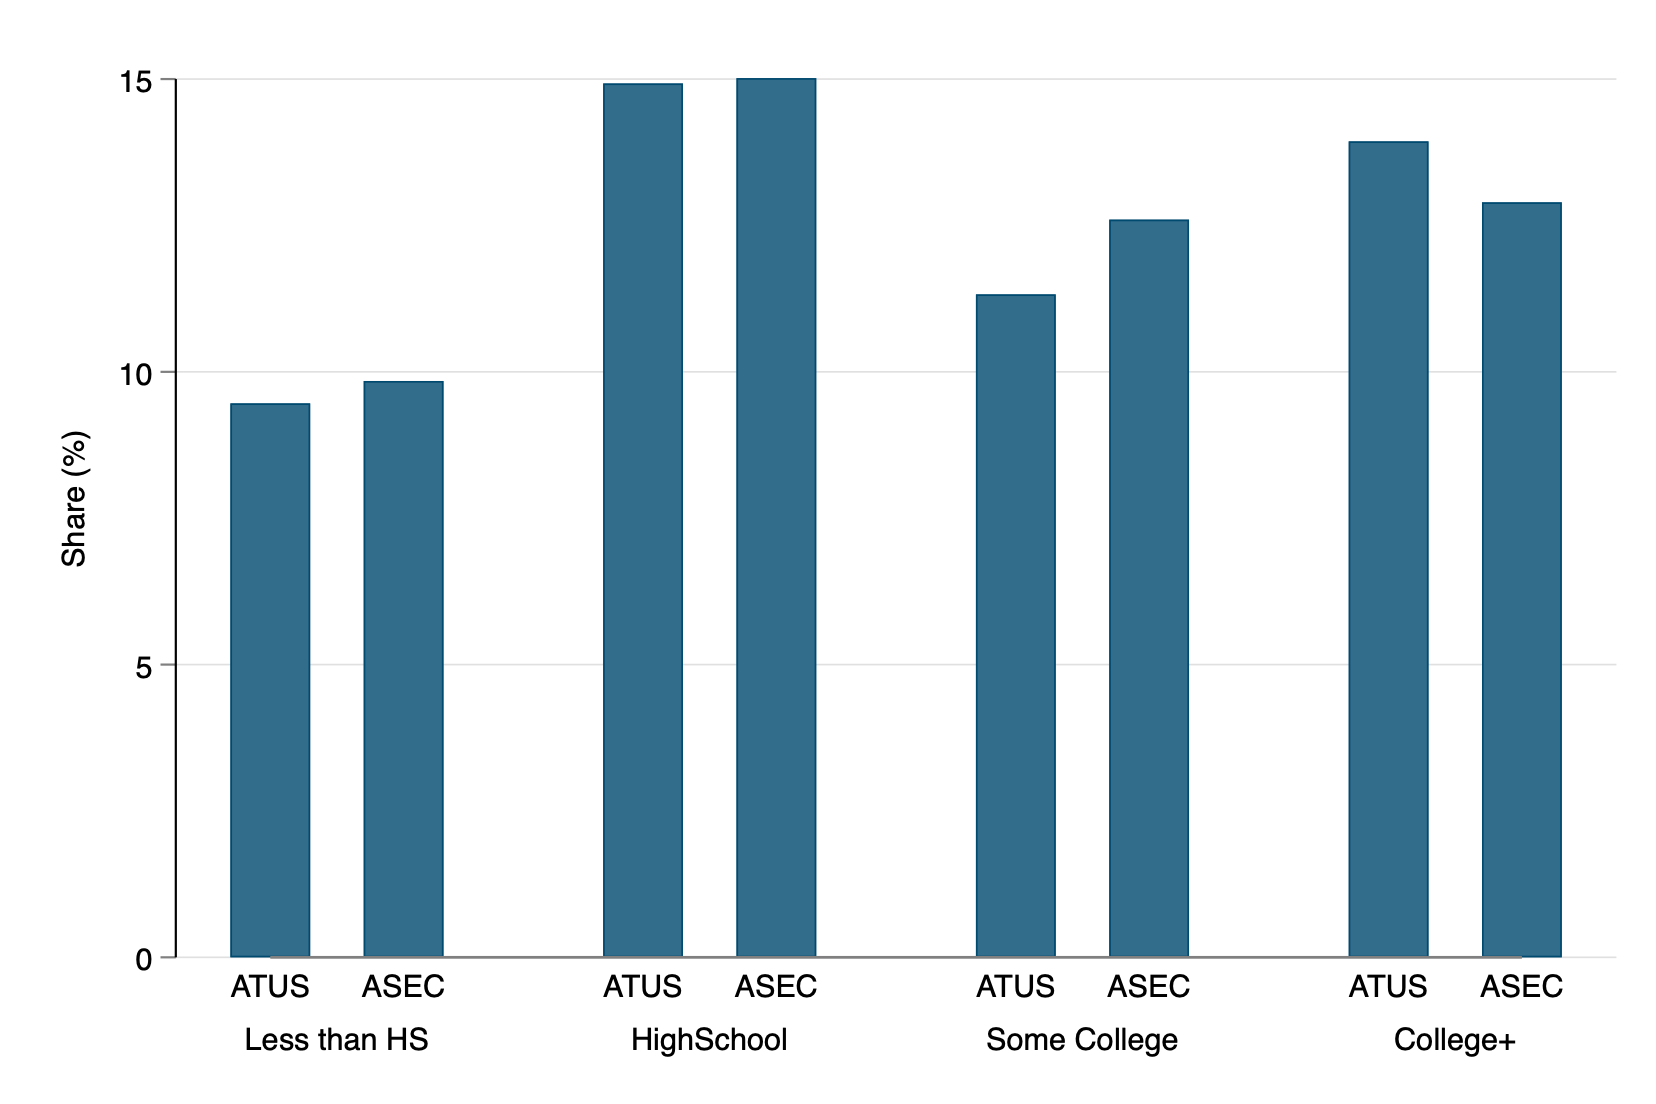 Share (%)
15
10
5
0
ATUS ASEC ATUS ASEC ATUS ASEC ATUS ASEC
Less than HS HighSchool Some College College+